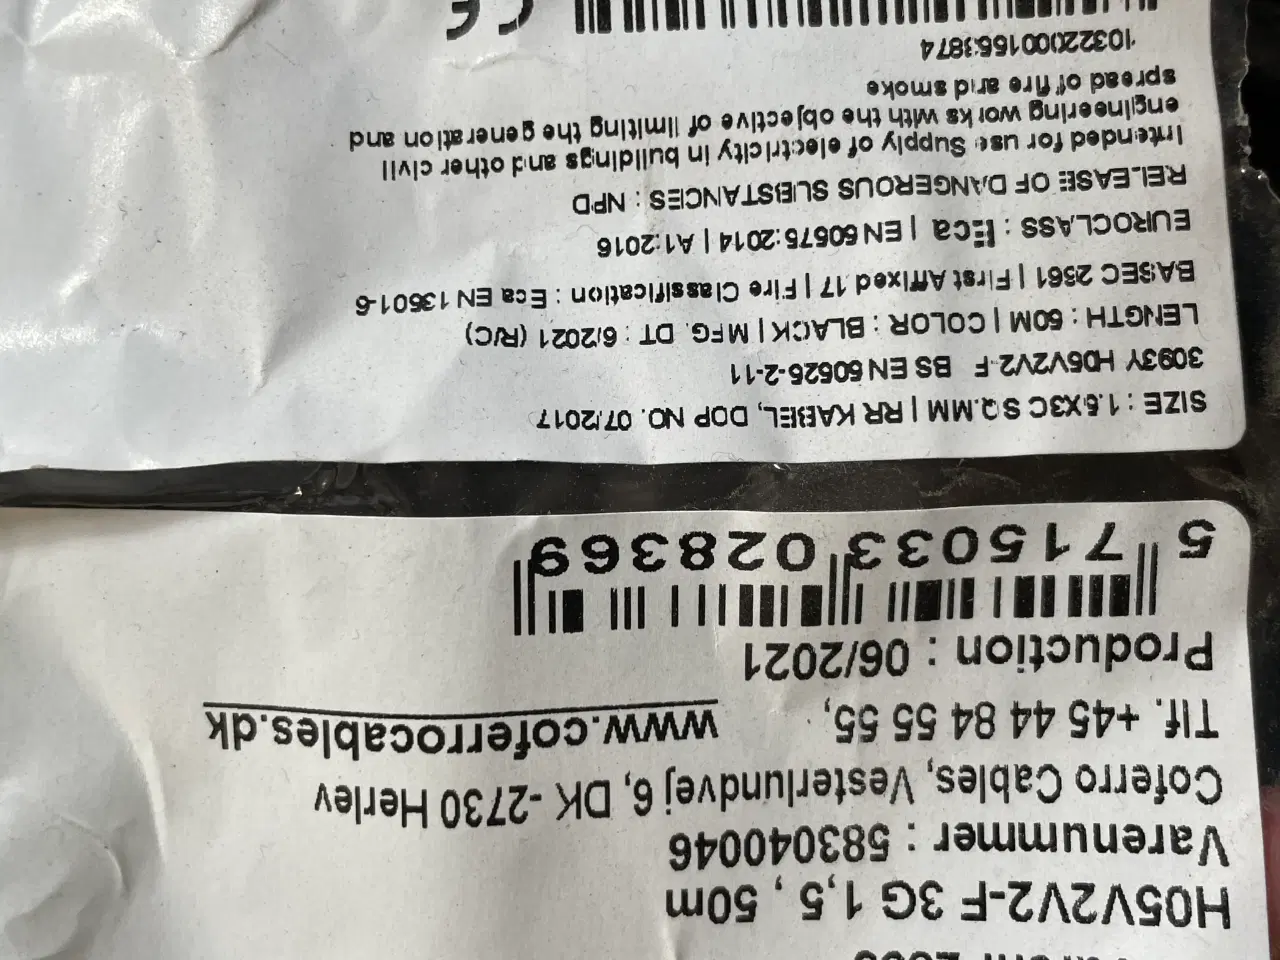 H05V2V2-F 3G 1,5 , 50m
Varenummer : 583040046
Coferro Cables, Vesterlundvej 6, DK -2730 Herlev
Tlf. +45 44 84 55 55, www.coferrocables.dk
Production : 06/2021
5 715033 028369
SIZE : 1.5X3C SQ.MM | RR KABEL, DOP NO. 07/2017
3093Y H05V2V2-F BS EN 50525-2-11
LENGTH : 50M | COLOR : BLACK | MFG. DT : 6/2021 (R/C)
BASEC 2361 | First Affixed 17 | Fire Classification : Eca EN 13501-6
EUROCLASS : Eca | EN 50575:2014 | A1:2016
RELEASE OF DANGEROUS SUBSTANCIES : NPD
Intended for use Supply of electricity in buildings and other civil
engineering works with the objective of limiting the generation and
spread of fire and smoke
CE